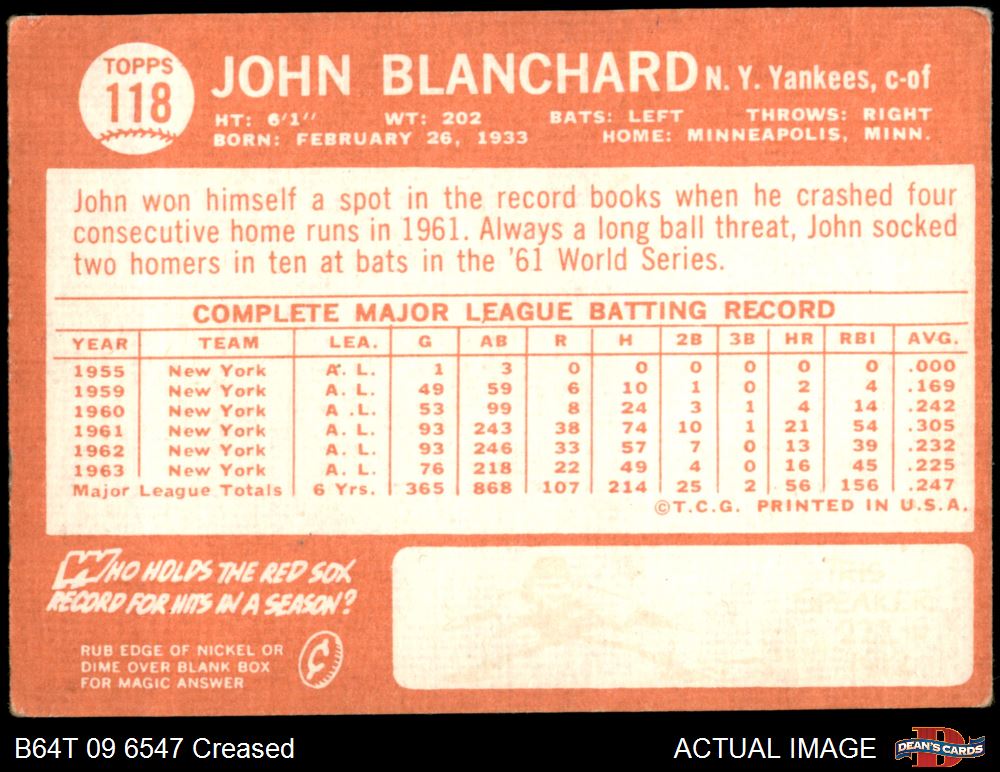 TOPPS
118
JOHN BLANCHARD N. Y. Yankees, c-of
HT: 6'1" WT: 202 BATS: LEFT THROWS: RIGHT
BORN: FEBRUARY 26, 1933 HOME: MINNEAPOLIS, MINN.
John won himself a spot in the record books when he crashed four
consecutive home runs in 1961. Always a long ball threat, John socked
two homers in ten at bats in the '61 World Series.
COMPLETE MAJOR LEAGUE BATTING RECORD
YEAR TEAM LEA. G AB R H 2B 3B HR RBI AVG.
1955 New York A. L. 1 3 0 0 0 0 0 0 .000
1959 New York A. L. 49 59 6 10 1 0 2 4 .169
1960 New York A .L. 53 99 8 24 3 1 4 14 .242
1961 New York A. L. 93 243 38 74 10 1 21 54 .305
1962 New York A. L. 93 246 33 57 7 0 13 39 .232
1963 New York A. L. 76 218 22 49 4 0 16 45 .225
Major League Totals 6 Yrs. 365 868 107 214 25 2 56 156 .247
©T.C.G. PRINTED IN U.S.A.
WHO HOLDS THE RED SOX
RECORD FOR HITS IN A SEASON?
RUB EDGE OF NICKEL OR
DIME OVER BLANK BOX
FOR MAGIC ANSWER
B64T 09 6547 Creased ACTUAL IMAGE DEAN'S CARDS